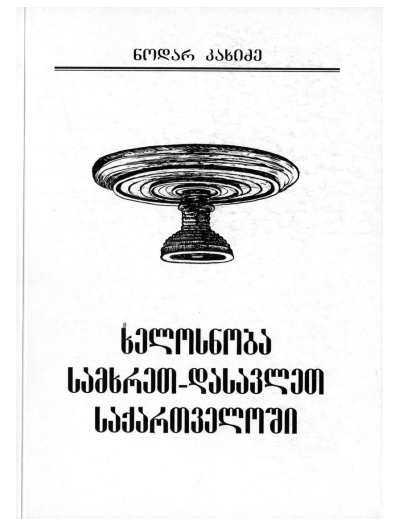 ნოდარ კახიძე
ხელოსნობა
სამხრეთ-დასავლეთ
საქართველოში